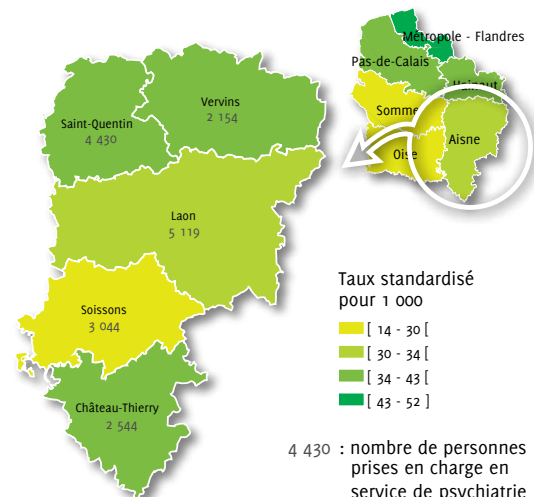 Métropole - Flandres
Pas-de-Calais
Hainaut
Somme
Aisne
Oise
Saint-Quentin
4 430
Vervins
2 154
Laon
5 119
Soissons
3 044
Château-Thierry
2 544
Taux standardisé
pour 1 000
[ 14 - 30 [
[ 30 - 34 [
[ 34 - 43 [
[ 43 - 52 ]
4 430 : nombre de personnes
prises en charge en
service de psychiatrie